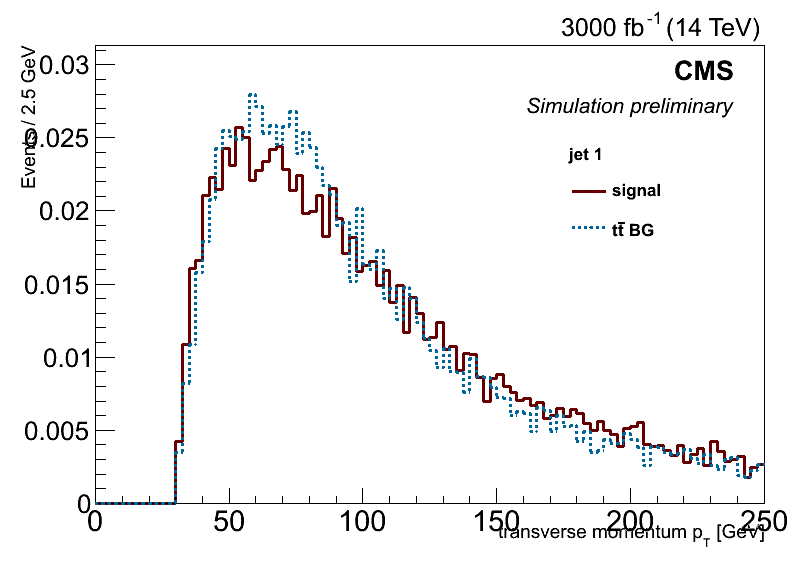 3000 fb-1 (14 TeV)
Events / 2.5 GeV
CMS
Simulation preliminary
jet 1
signal
tt̄ BG
0.03
0.025
0.02
0.015
0.01
0.005
0
0 50 100 150 200 250
transverse momentum pT [GeV]